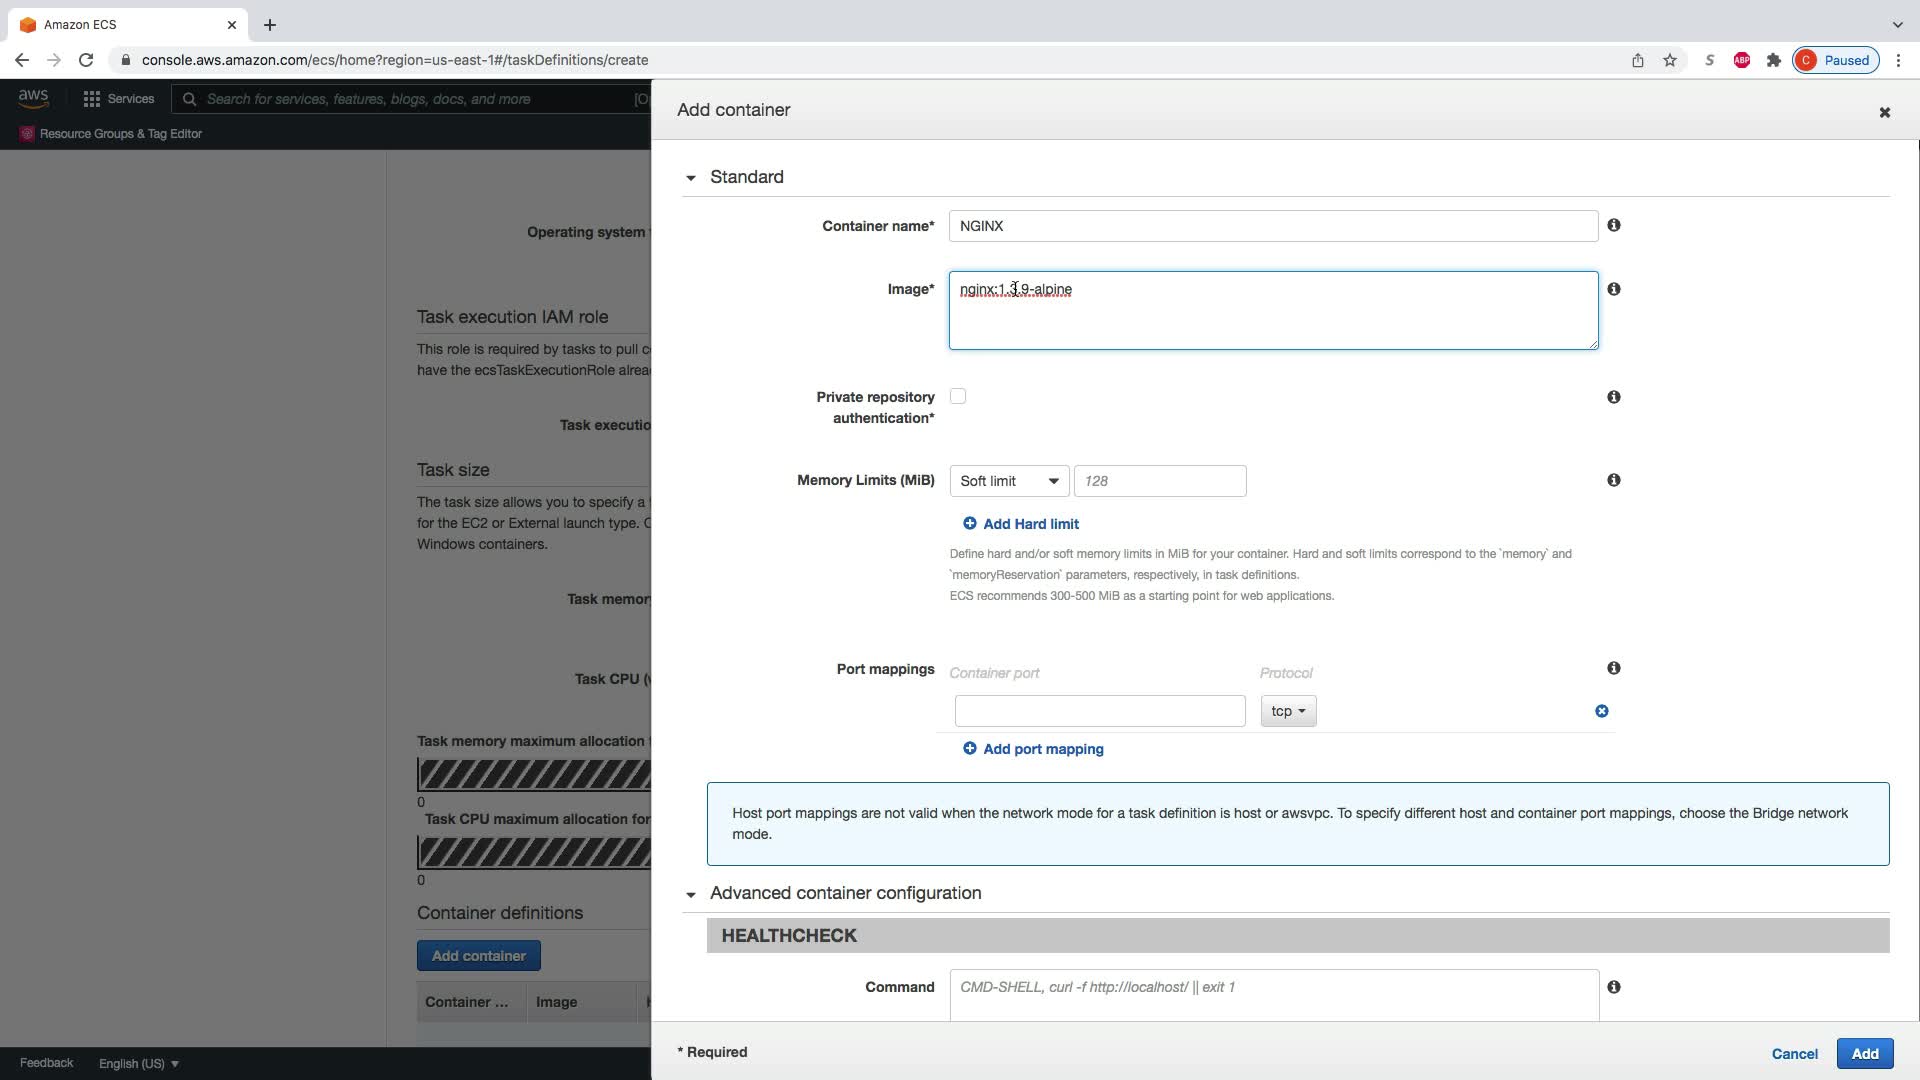 Amazon ECS
console.aws.amazon.com/ecs/home?region=us-east-1#/taskDefinitions/create
S
ABP
C
Paused
aws
Services
Search for services, features, blogs, docs, and more
Resource Groups & Tag Editor
Operating system
Task execution IAM role
This role is required by tasks to pull
have the ecsTaskExecutionRole
Task
Task size
The task size allows you to specify a
for the EC2 or External launch type.
Windows containers.
Task
Task CPU
Task memory maximum allocation
0
Task CPU maximum allocation for
0
Container definitions
Add container
Container ...
Image
Feedback
English (US)
Add container
Standard
Container name*
NGINX
Image*
nginx:1.3.9-alpine
Private repository
authentication*
Memory Limits (MiB)
Soft limit
128
Add Hard limit
Define hard and/or soft memory limits in MiB for your container. Hard and soft limits correspond to the `memory` and
`memoryReservation` parameters, respectively, in task definitions.
ECS recommends 300-500 MiB as a starting point for web applications.
Port mappings
Container port
Protocol
tcp
Add port mapping
Host port mappings are not valid when the network mode for a task definition is host or awsvpc. To specify different host and container port mappings, choose the Bridge network
mode.
Advanced container configuration
HEALTHCHECK
Command
CMD-SHELL, curl -f http://localhost/ || exit 1
* Required
Cancel
Add